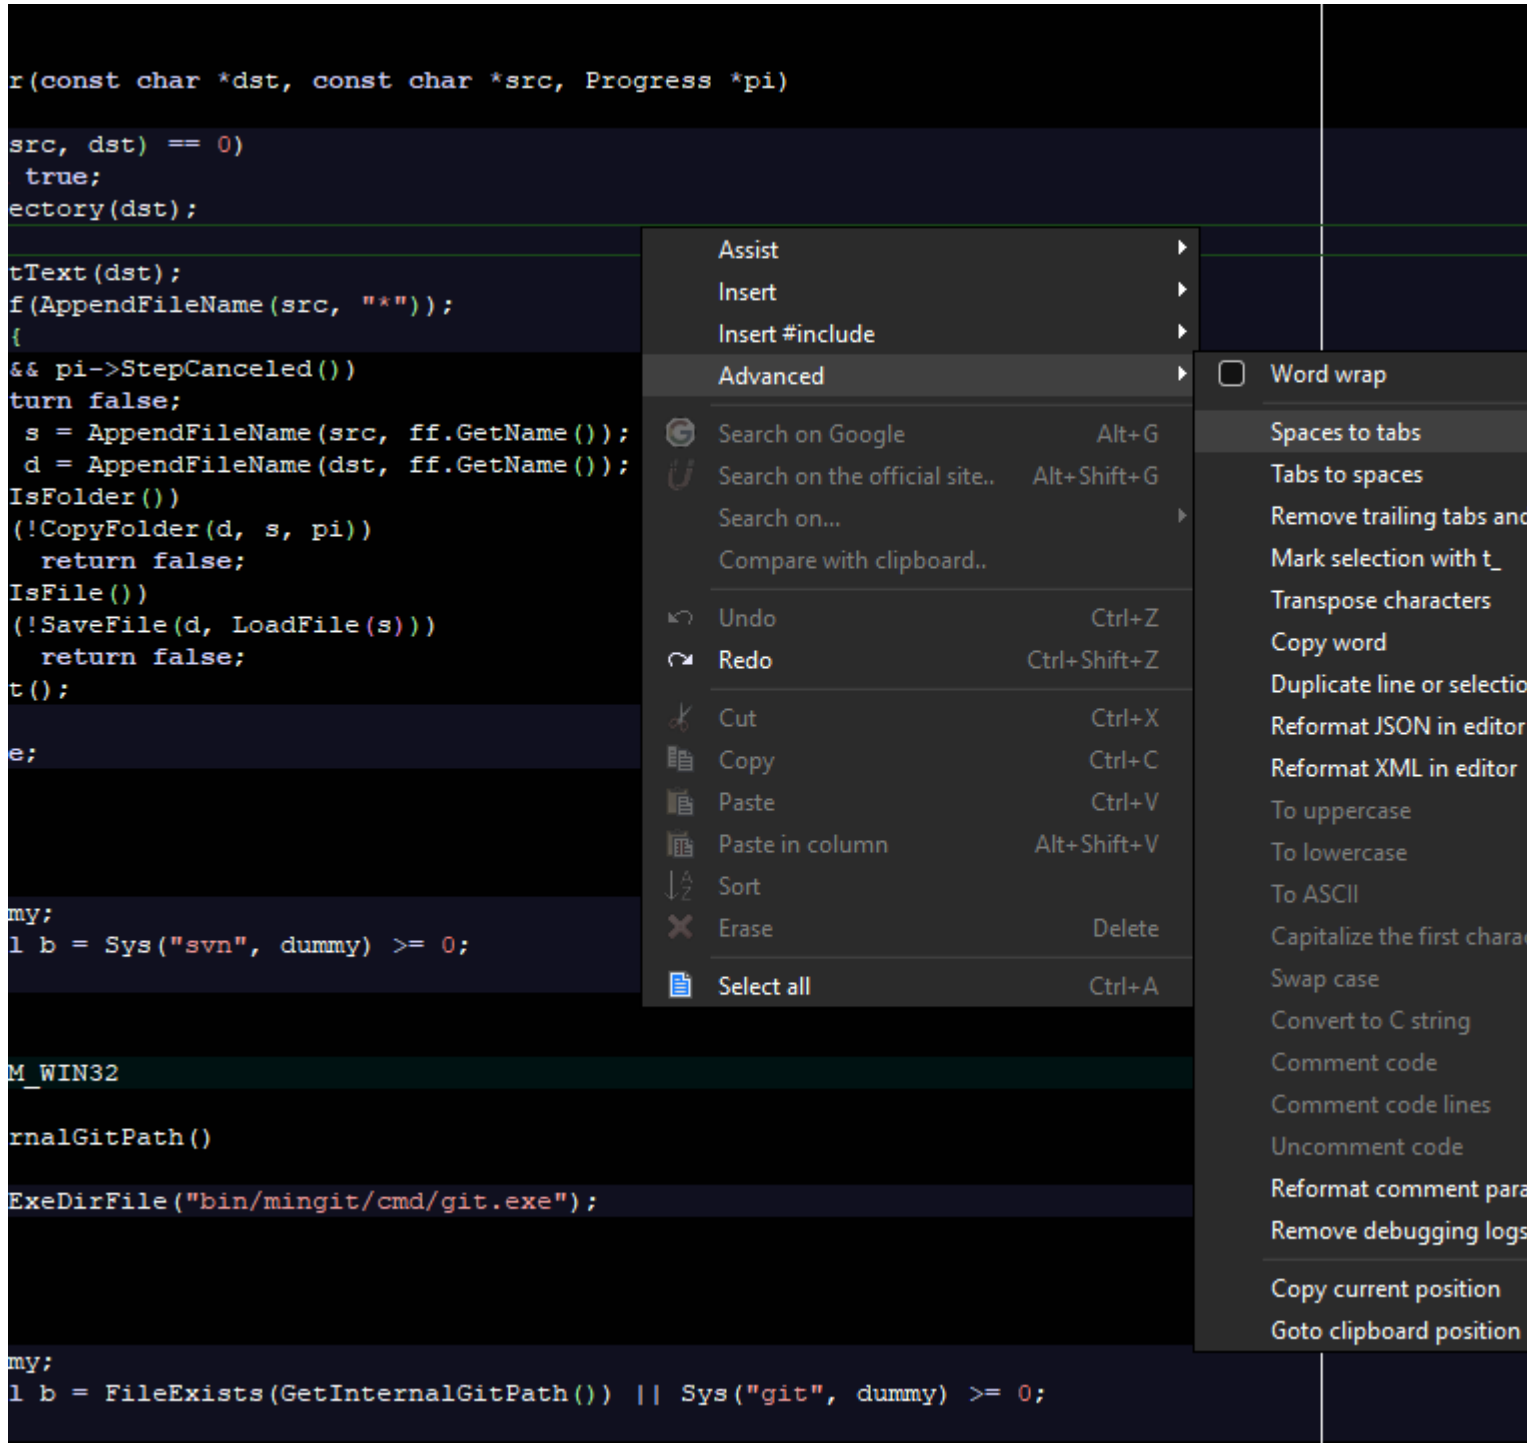 r(const char *dst, const char *src, Progress *pi)
src, dst) == 0)
true;
ectory(dst);
tText(dst);
f(AppendFileName(src, "*"));
{
&& pi->StepCanceled())
turn false;
s = AppendFileName(src, ff.GetName());
d = AppendFileName(dst, ff.GetName());
IsFolder())
(!CopyFolder(d, s, pi))
return false;
IsFile())
(!SaveFile(d, LoadFile(s)))
return false;
t();
e;
my;
l b = Sys("svn", dummy) >= 0;
M_WIN32
rnalGitPath()
ExeDirFile("bin/mingit/cmd/git.exe");
my;
l b = FileExists(GetInternalGitPath()) || Sys("git", dummy) >= 0;
Assist
Insert
Insert #include
Advanced
Search on Google Alt+G
Search on the official site.. Alt+Shift+G
Search on...
Compare with clipboard..
Undo Ctrl+Z
Redo Ctrl+Shift+Z
Cut Ctrl+X
Copy Ctrl+C
Paste Ctrl+V
Paste in column Alt+Shift+V
Sort
Erase Delete
Select all Ctrl+A
Word wrap
Spaces to tabs
Tabs to spaces
Remove trailing tabs and
Mark selection with t_
Transpose characters
Copy word
Duplicate line or selectio
Reformat JSON in editor
Reformat XML in editor
To uppercase
To lowercase
To ASCII
Capitalize the first charac
Swap case
Convert to C string
Comment code
Comment code lines
Uncomment code
Reformat comment para
Remove debugging logs
Copy current position
Goto clipboard position